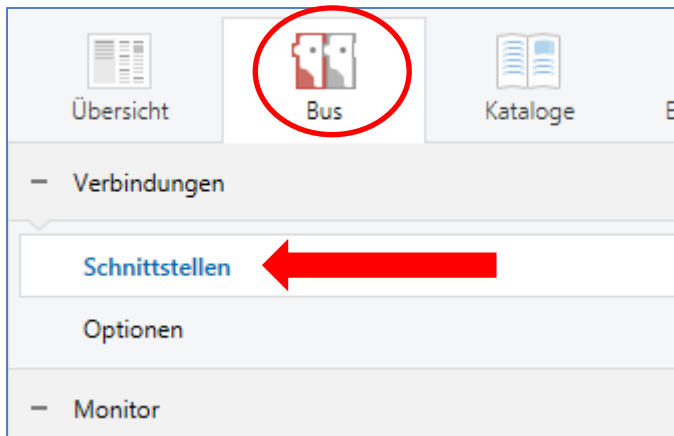 Übersicht Bus Kataloge E
Verbindungen
Schnittstellen
Optionen
Monitor